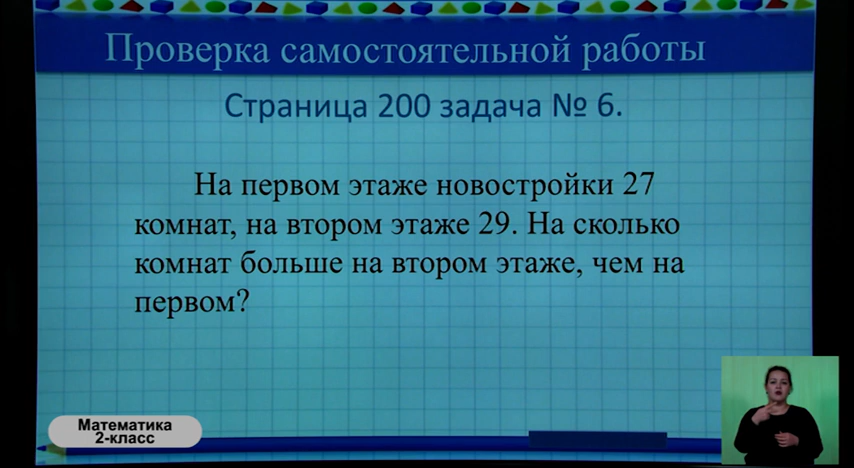 Проверка самостоятельной работы
Страница 200 задача № 6.
На первом этаже новостройки 27
комнат, на втором этаже 29. На сколько
комнат больше на втором этаже, чем на
первом?
Математика
2-класс